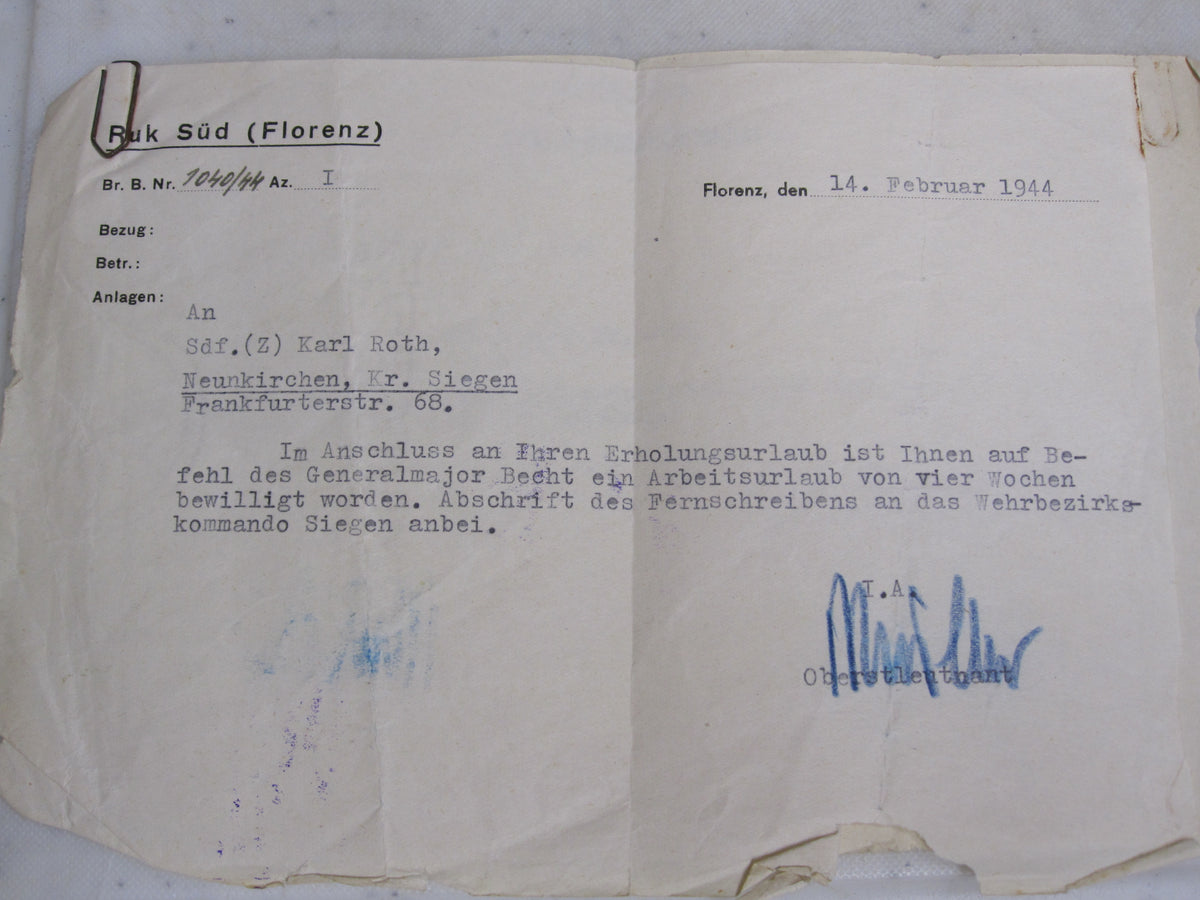 Ruk Süd (Florenz)
Br. B. Nr. 1040/44 Az. I
Florenz, den 14. Februar 1944
Bezug:
Betr.:
Anlagen:
An
Sdf.(Z) Karl Roth,
Neunkirchen, Kr. Siegen
Frankfurterstr. 68.
Im Anschluss an Ihren Erholungsurlaub ist Ihnen auf Be-
fehl des Generalmajor Becht ein Arbeitsurlaub von vier Wochen
bewilligt worden. Abschrift des Fernschreibens an das Wehrbezirks-
kommando Siegen anbei.
I.A.
Oberstleutnant